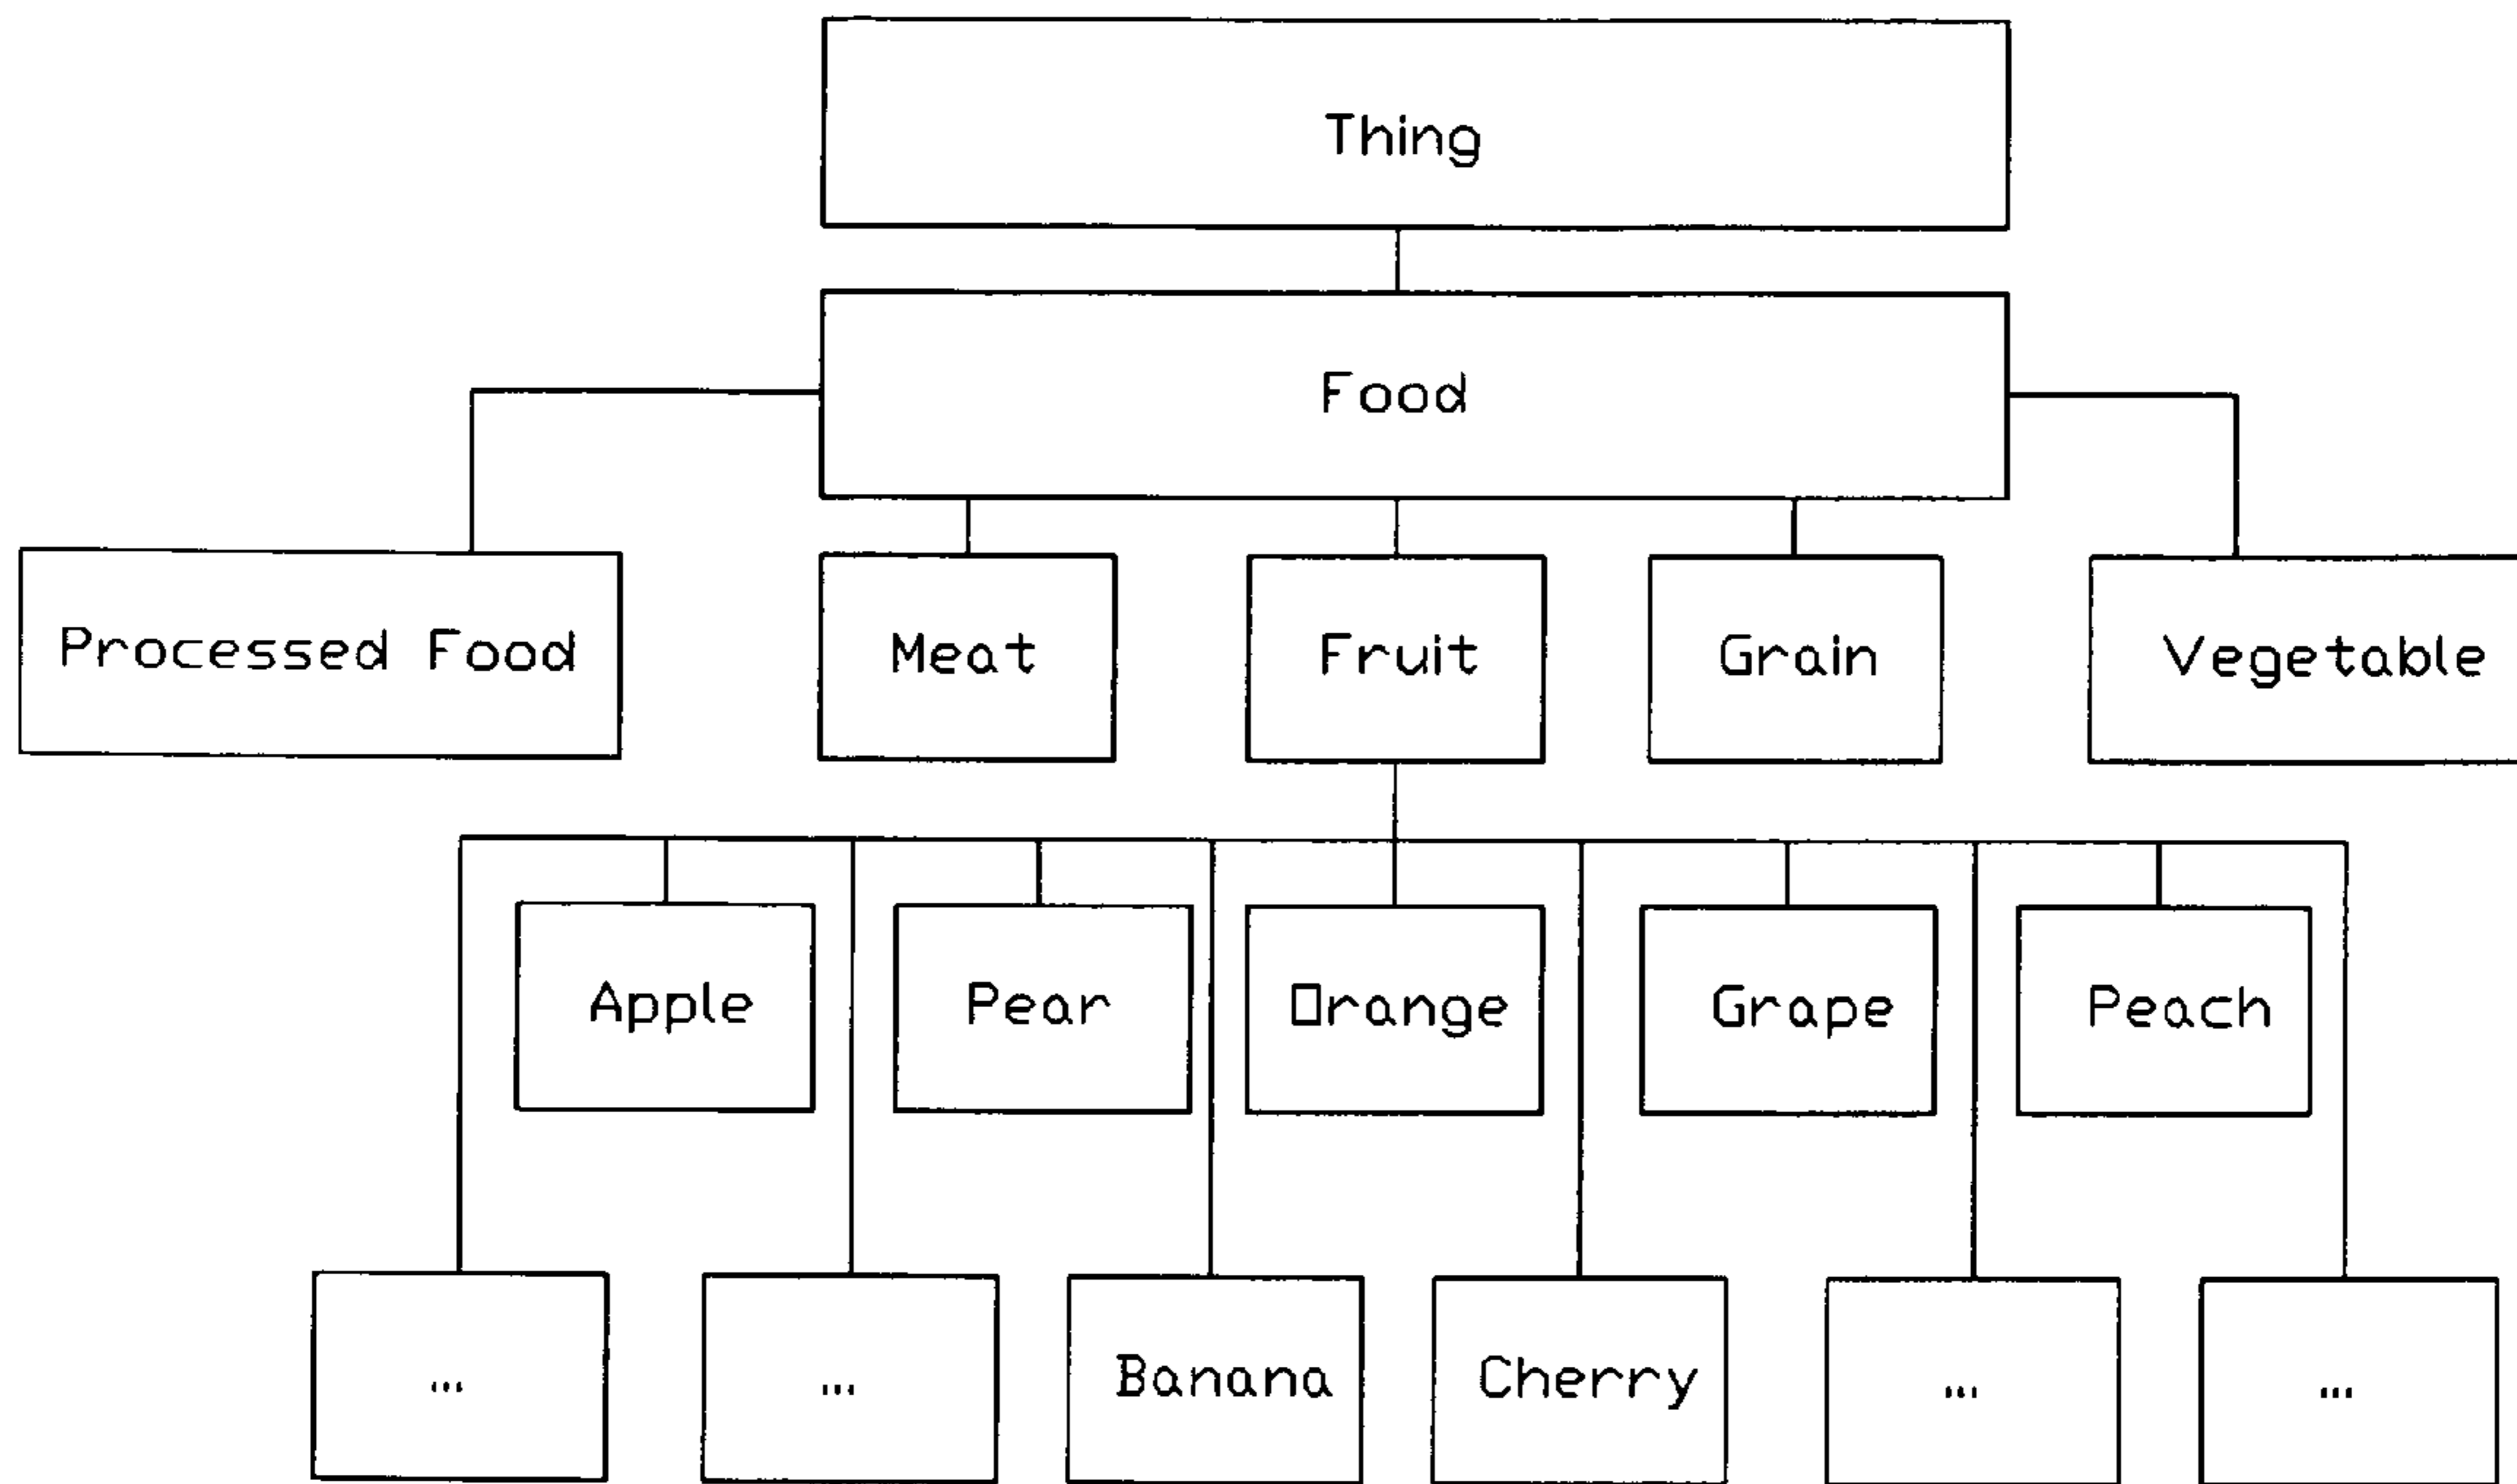 Thing
Food
Processed Food
Meat
Fruit
Grain
Vegetable
Apple
Pear
Orange
Grape
Peach
...
...
Banana
Cherry
...
...